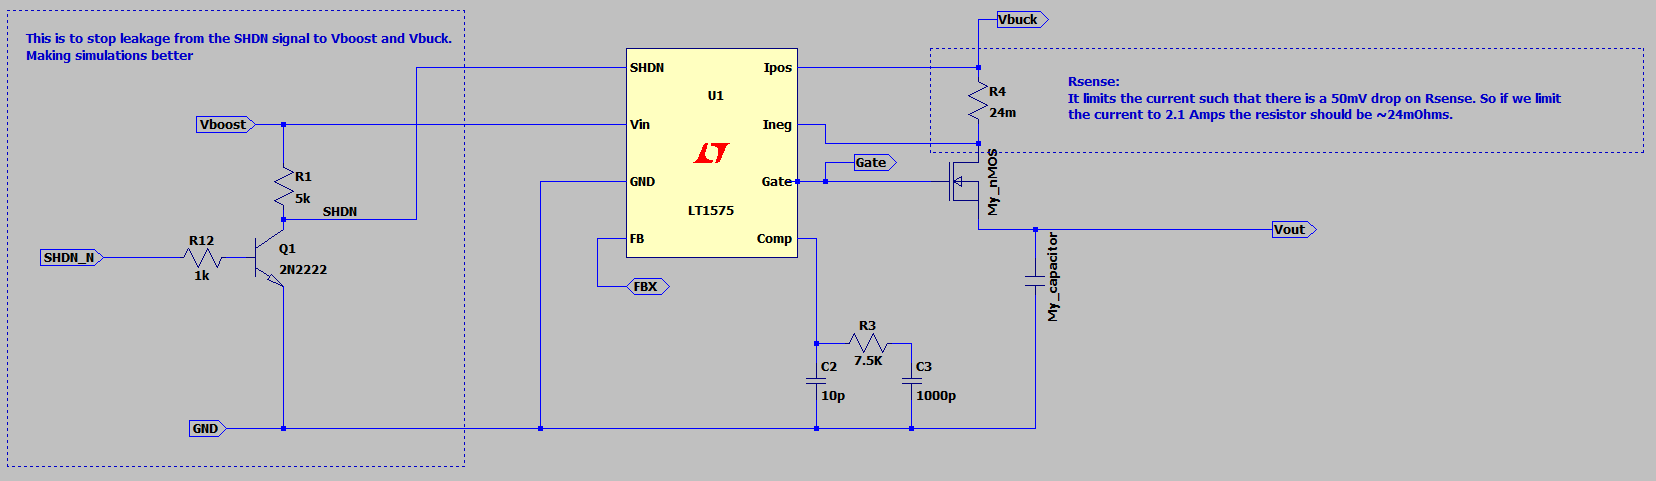 This is to stop leakage from the SHDN signal to Vboost and Vbuck.
Making simulations better
Vboost
R1
5k
SHDN
SHDN_N
R12
1k
Q1
2N2222
GND
SHDN
Vin
GND
FB
U1
LT1575
Ipos
Ineg
Gate
Comp
FBX
Gate
Vbuck
R4
24m
Rsense:
It limits the current such that there is a 50mV drop on Rsense. So if we limit
the current to 2.1 Amps the resistor should be ~24mOhms.
My_nMOS
Vout
My_capacitor
R3
7.5K
C2
10p
C3
1000p